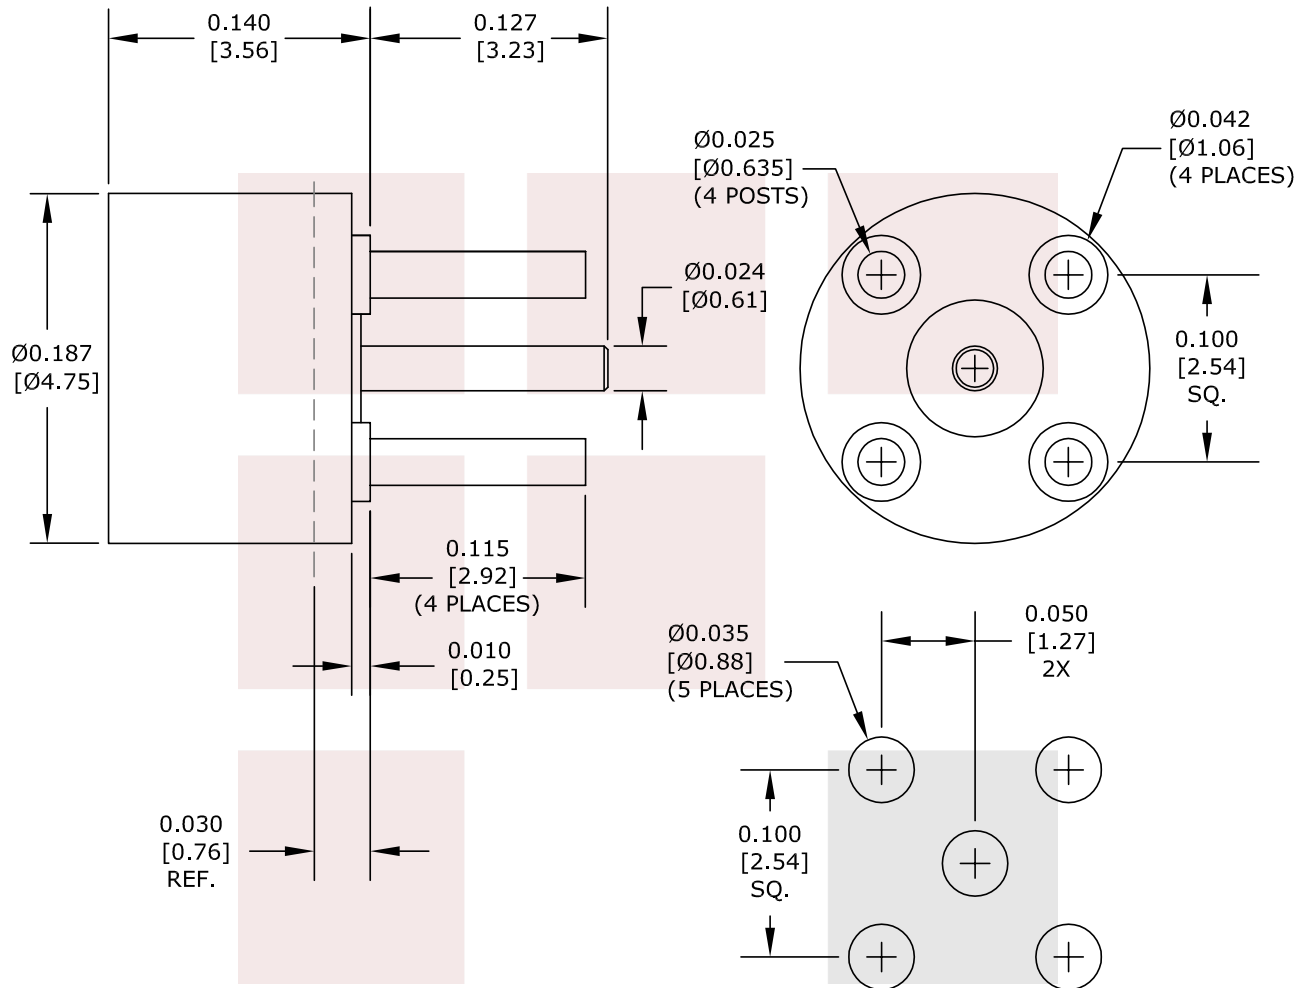 0.140
[3.56]
0.127
[3.23]
Ø0.025
[Ø0.635]
(4 POSTS)
Ø0.042
[Ø1.06]
(4 PLACES)
Ø0.024
[Ø0.61]
Ø0.187
[Ø4.75]
0.100
[2.54]
SQ.
0.115
[2.92]
(4 PLACES)
0.010
[0.25]
Ø0.035
[Ø0.88]
(5 PLACES)
0.050
[1.27]
2X
0.030
[0.76]
REF.
0.100
[2.54]
SQ.